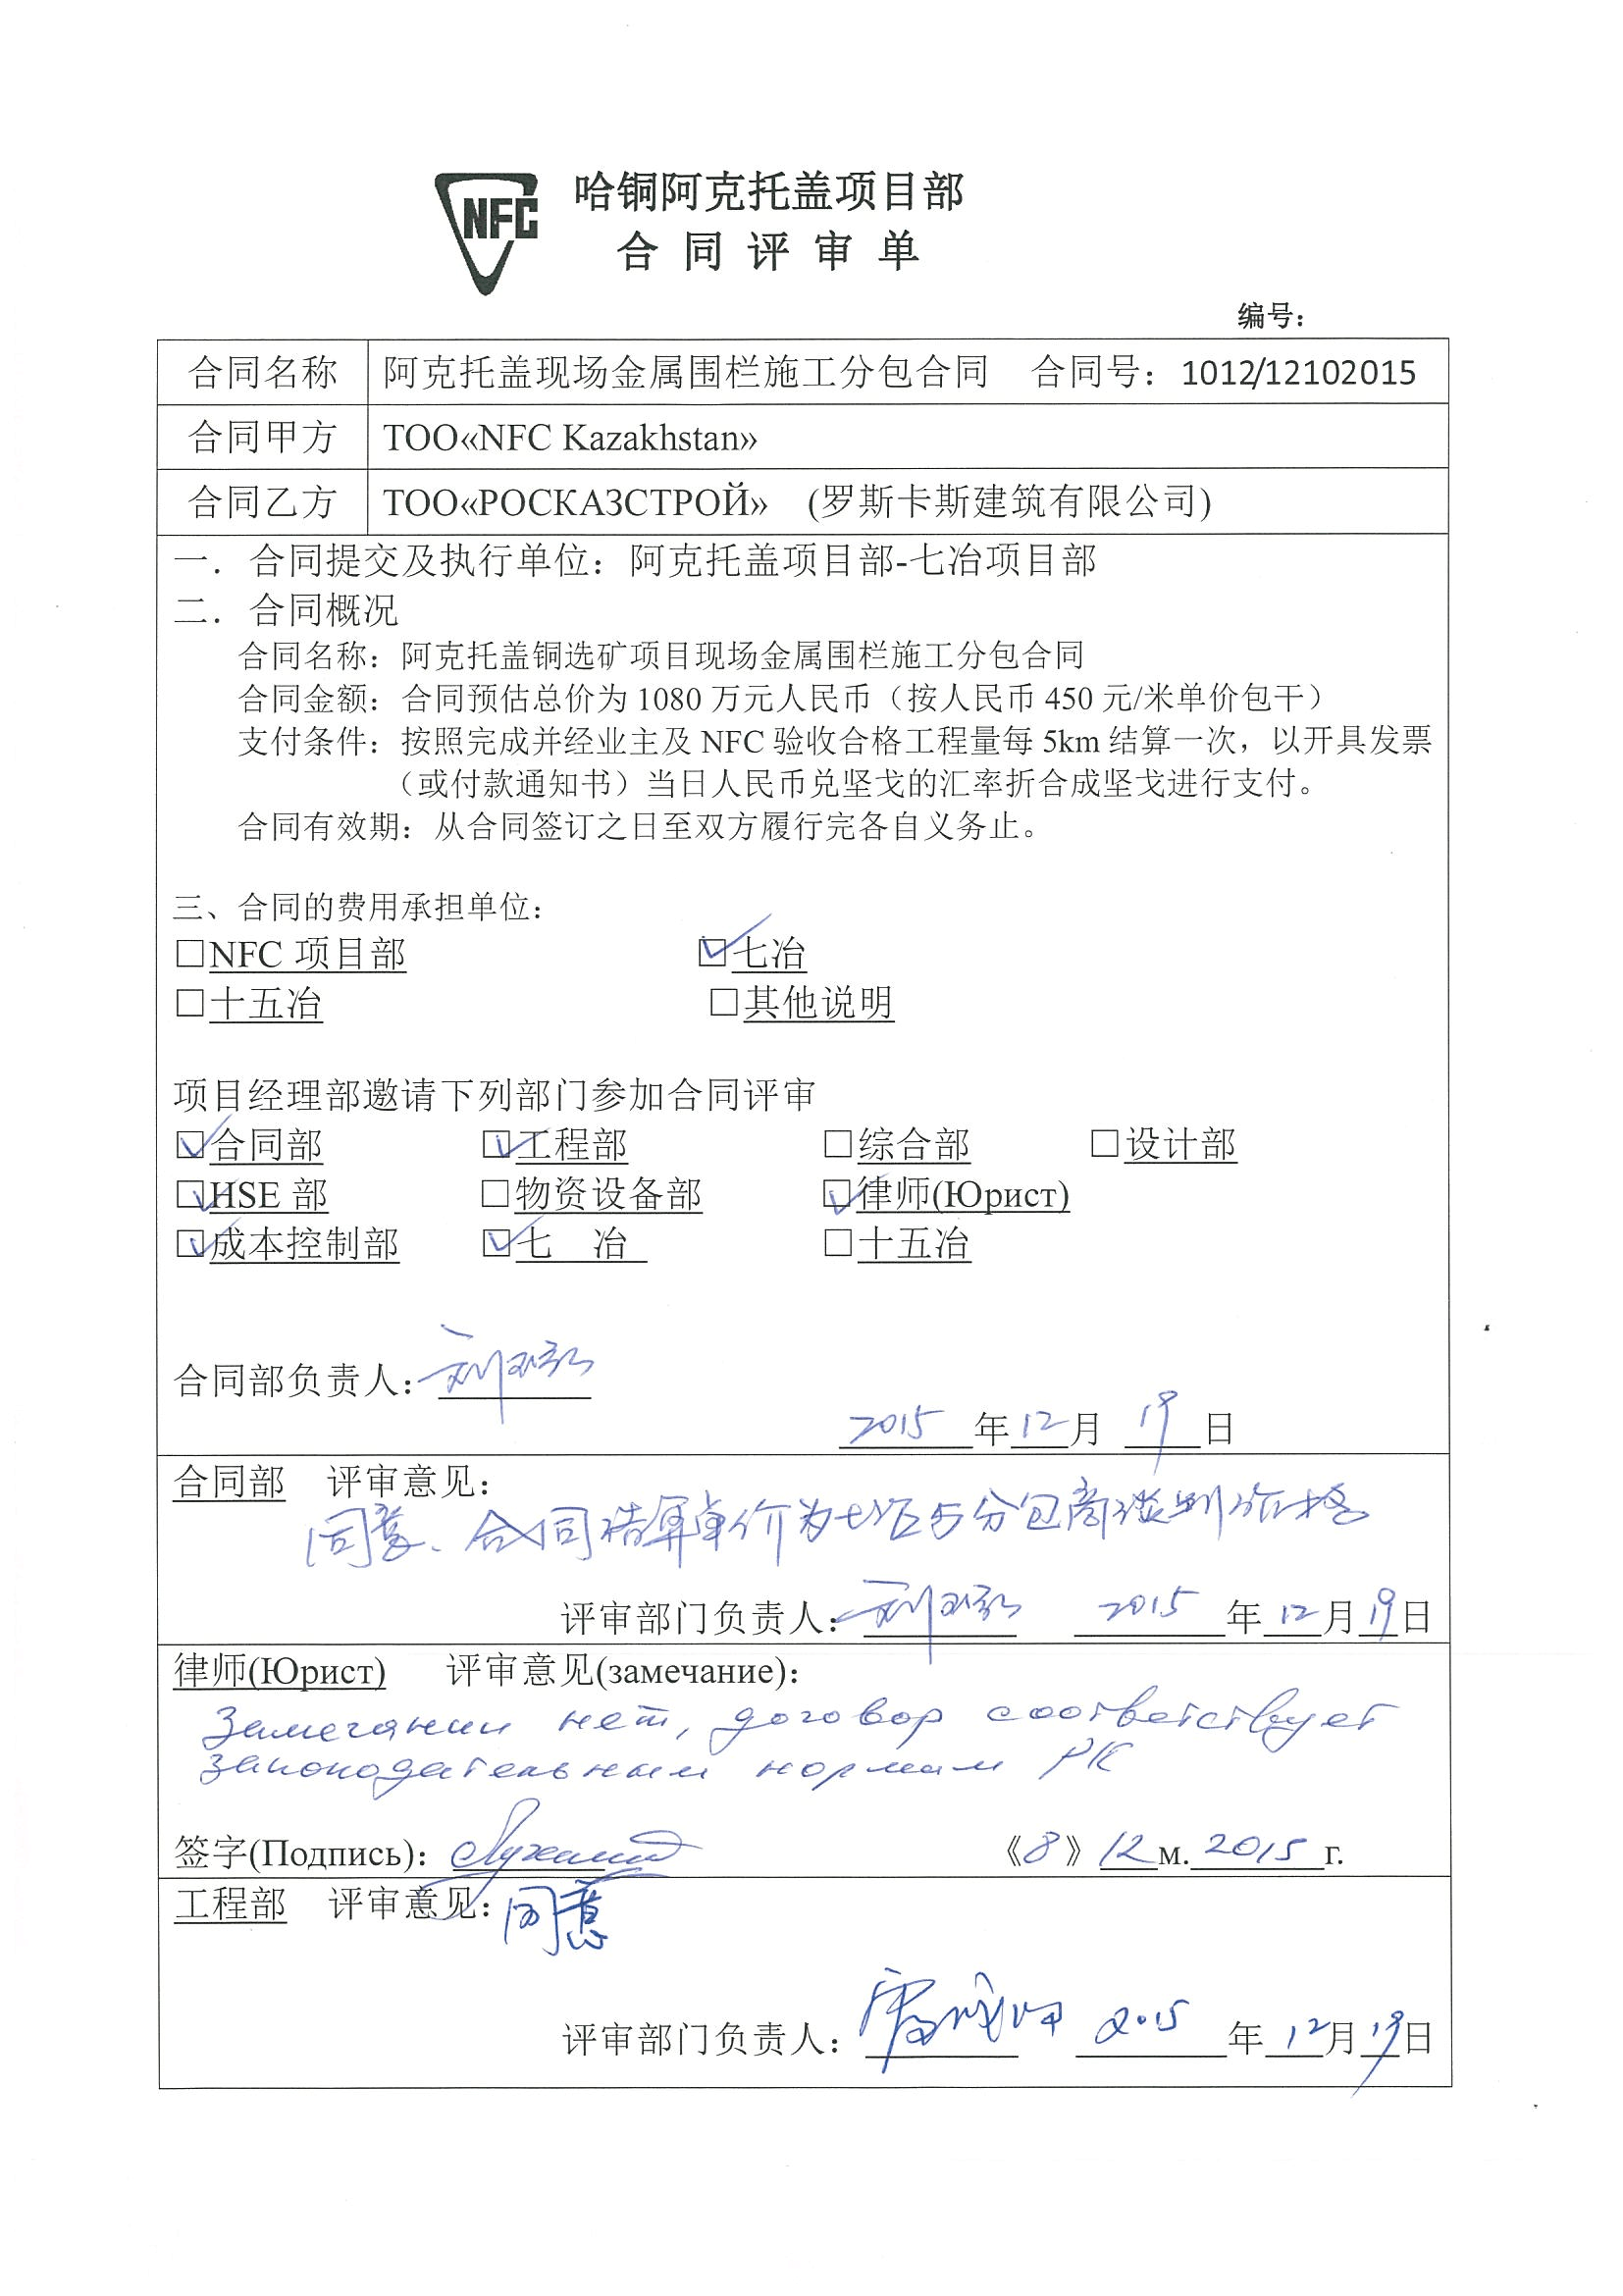 NFC
哈铜阿克托盖项目部
合同评审单
编号：
合同名称 阿克托盖现场金属围栏施工分包合同 合同号：1012/12102015
合同甲方 ТОО«NFC Kazakhstan»
合同乙方 ТОО«РОСКАЗСТРОЙ» (罗斯卡斯建筑有限公司)
一．合同提交及执行单位：阿克托盖项目部-七冶项目部
二．合同概况
合同名称：阿克托盖铜选矿项目现场金属围栏施工分包合同
合同金额：合同预估总价为1080万元人民币（按人民币450元/米单价包干）
支付条件：按照完成并经业主及NFC验收合格工程量每5km结算一次，以开具发票
（或付款通知书）当日人民币兑坚戈的汇率折合成坚戈进行支付。
合同有效期：从合同签订之日至双方履行完各自义务止。
三、合同的费用承担单位：
□NFC 项目部 ☑七冶
□十五冶 □其他说明
项目经理部邀请下列部门参加合同评审
☑合同部 ☑工程部 □综合部 □设计部
☑HSE 部 □物资设备部 ☑律师(Юрист)
☑成本控制部 ☑七 冶 □十五冶
合同部负责人：
2015 年 12 月 19 日
合同部 评审意见：
同意、合同结算单价为七冶与分包商谈判价格
评审部门负责人： 2015 年 12 月 19 日
律师(Юрист) 评审意见(замечание)：
Замечании нет, договор соответствует
законодательным нормам РК
签字(Подпись)： 《8》 12 м. 2015 г.
工程部 评审意见：同意
评审部门负责人： 2015 年 12 月 19 日